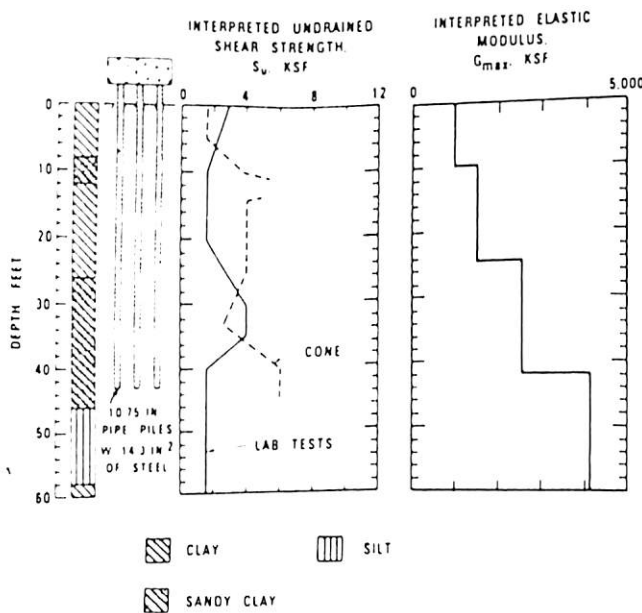 INTERPRETED UNDRAINED
SHEAR STRENGTH,
Su, KSF
INTERPRETED ELASTIC
MODULUS,
Gmax, KSF
0 4 8 12
0 5,000
0
10
20
30
40
50
60
DEPTH FEET
CONE
LAB TESTS
10.75 IN
PIPE PILES
W 14.3 IN2
OF STEEL
CLAY
SILT
SANDY CLAY